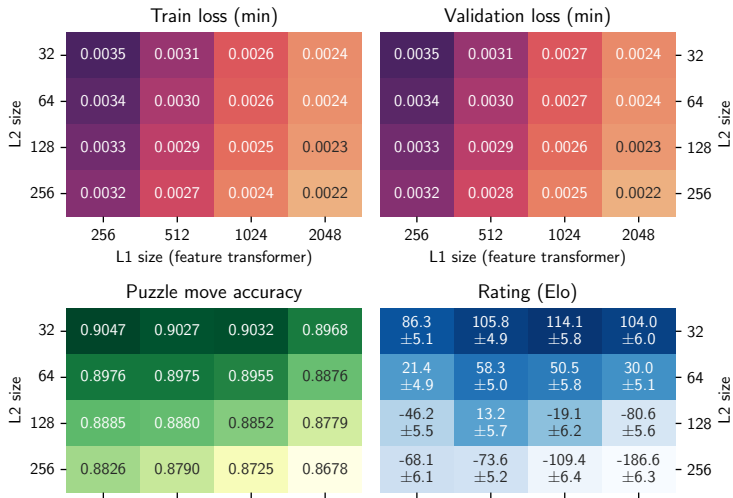 Train loss (min)
Validation loss (min)
L2 size
32 0.0035 0.0031 0.0026 0.0024
64 0.0034 0.0030 0.0026 0.0024
128 0.0033 0.0029 0.0025 0.0023
256 0.0032 0.0027 0.0024 0.0022
256 512 1024 2048
L1 size (feature transformer)
0.0035 0.0031 0.0027 0.0024 32
0.0034 0.0030 0.0027 0.0024 64
0.0033 0.0029 0.0026 0.0023 128
0.0032 0.0028 0.0025 0.0022 256
L2 size
256 512 1024 2048
L1 size (feature transformer)
Puzzle move accuracy
Rating (Elo)
L2 size
32 0.9047 0.9027 0.9032 0.8968
64 0.8976 0.8975 0.8955 0.8876
128 0.8885 0.8880 0.8852 0.8779
256 0.8826 0.8790 0.8725 0.8678
86.3 105.8 114.1 104.0
±5.1 ±4.9 ±5.8 ±6.0
32
21.4 58.3 50.5 30.0
±4.9 ±5.0 ±5.8 ±5.1
64
-46.2 13.2 -19.1 -80.6
±5.5 ±5.7 ±6.2 ±5.6
128
-68.1 -73.6 -109.4 -186.6
±6.1 ±5.2 ±6.4 ±6.3
256
L2 size